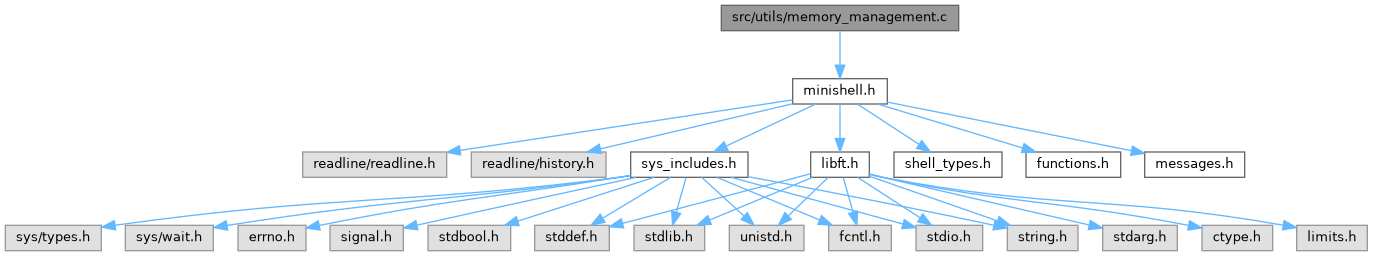 src/utils/memory_management.c
minishell.h
readline/readline.h
readline/history.h
sys_includes.h
libft.h
shell_types.h
functions.h
messages.h
sys/types.h
sys/wait.h
errno.h
signal.h
stdbool.h
stddef.h
stdlib.h
unistd.h
fcntl.h
stdio.h
string.h
stdarg.h
ctype.h
limits.h